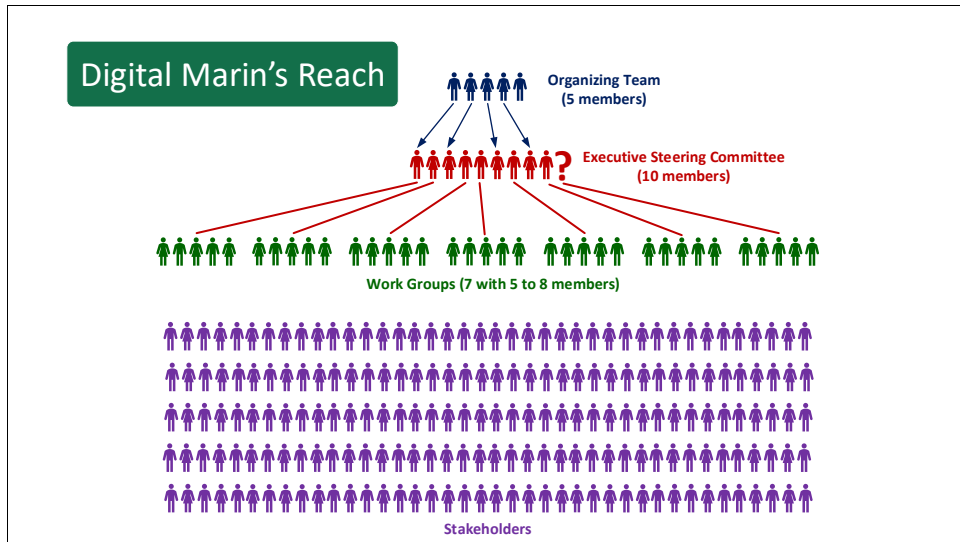 Digital Marin’s Reach
Organizing Team
(5 members)
?
Executive Steering Committee
(10 members)
Work Groups (7 with 5 to 8 members)
Stakeholders